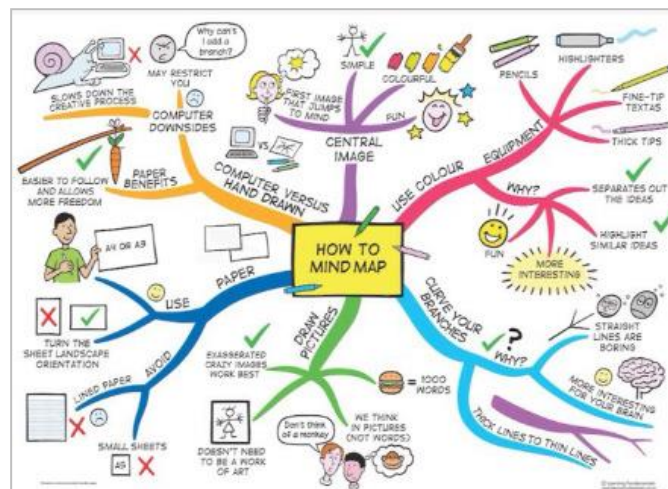 Why can't
I add a
branch?
SLOWS DOWN THE
CREATIVE PROCESS
MAY RESTRICT
YOU
COMPUTER
DOWNSIDES
EASIER TO FOLLOW
AND ALLOWS
MORE FREEDOM
PAPER
BENEFITS
COMPUTER VERSUS
HAND DRAWN
VS
FIRST IMAGE
THAT JUMPS
TO MIND
SIMPLE
COLOURFUL
FUN
CENTRAL
IMAGE
USE COLOUR
EQUIPMENT
PENCILS
HIGHLIGHTERS
FINE-TIP
TEXTAS
THICK TIPS
WHY?
SEPARATES OUT
THE IDEAS
HIGHLIGHT
SIMILAR IDEAS
MORE
INTERESTING
FUN
HOW TO
MIND MAP
CURVE YOUR
BRANCHES
?
WHY?
STRAIGHT
LINES ARE
BORING
MORE INTERESTING
FOR YOUR BRAIN
THICK LINES TO THIN LINES
DRAW
PICTURES
= 1000
WORDS
WE THINK
IN PICTURES
(NOT WORDS)
Don't think
of a monkey
DOESN'T NEED
TO BE A WORK OF
ART
EXAGGERATED
CRAZY IMAGES
WORK BEST
PAPER
USE
A4 OR A3
TURN THE
SHEET LANDSCAPE
ORIENTATION
AVOID
LINED PAPER
SMALL SHEETS
A5